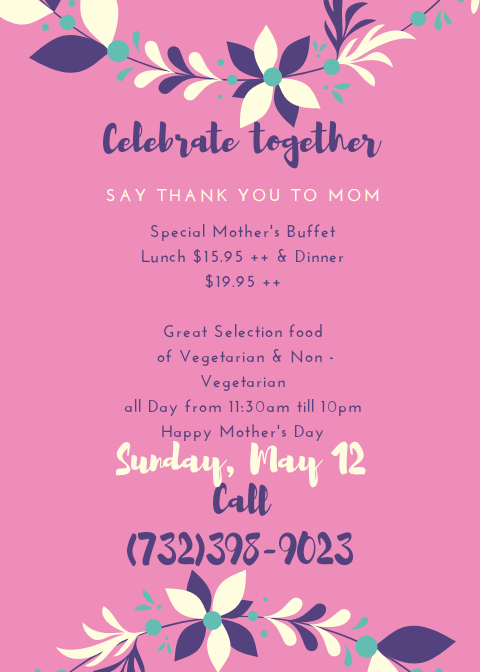 Celebrate together
SAY THANK YOU TO MOM
Special Mother's Buffet
Lunch $15.95 ++ & Dinner
$19.95 ++
Great Selection food
of Vegetarian & Non -
Vegetarian
all Day from 11:30am till 10pm
Happy Mother's Day
Sunday, May 12
Call
(732)398-9023